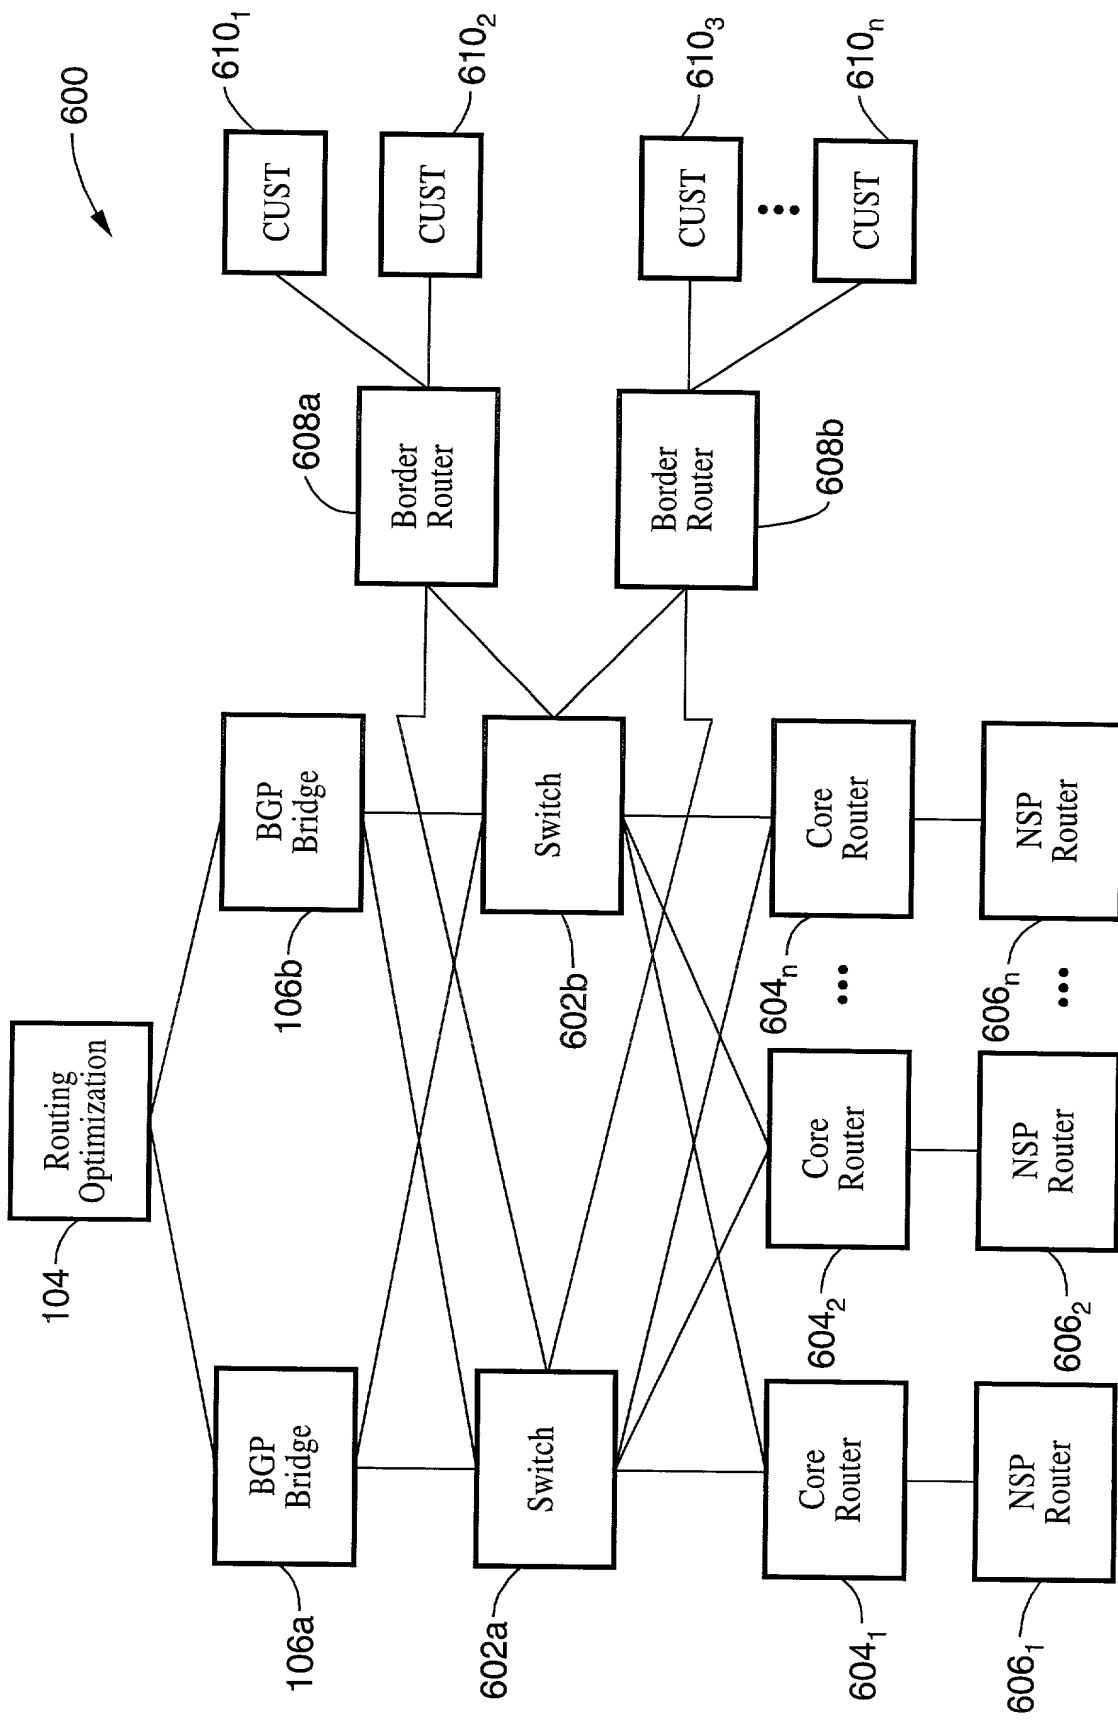 600
104
Routing
Optimization
106a
BGP
Bridge
106b
BGP
Bridge
602a
Switch
602b
Switch
608a
Border
Router
608b
Border
Router
610₁
CUST
610₂
CUST
610₃
CUST
•••
610ₙ
CUST
604₁
Core
Router
604₂
Core
Router
•••
604ₙ
Core
Router
606₁
NSP
Router
606₂
NSP
Router
•••
606ₙ
NSP
Router